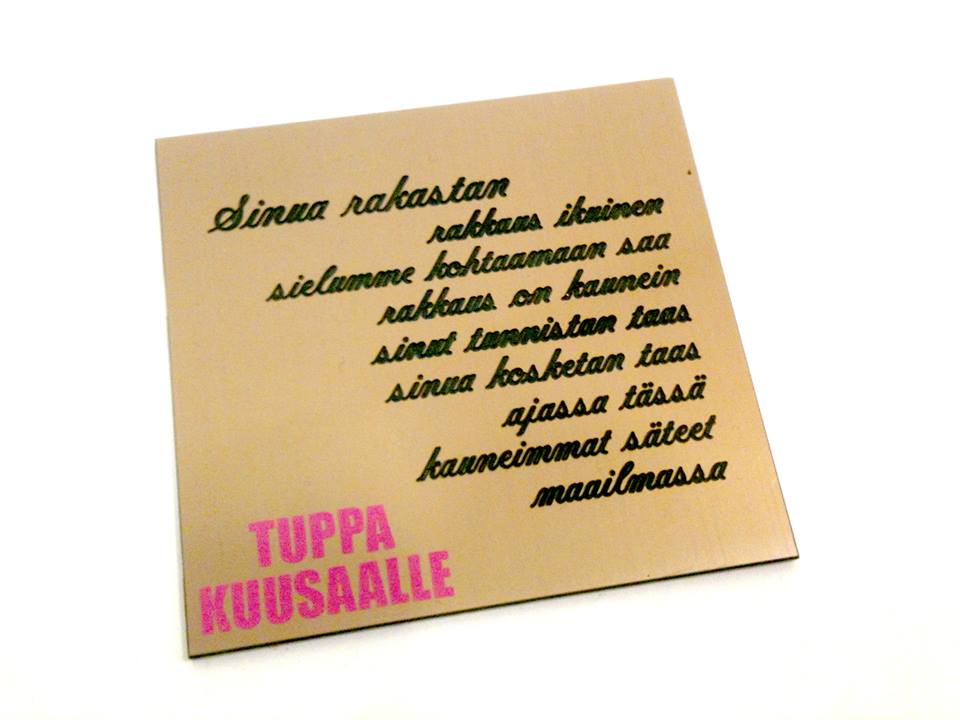 Sinua rakastan
rakkaus ikuinen
sielumme kohtaamaan saa
rakkaus on kaunein
sinut tunnistan taas
sinua kosketan taas
ajassa tässä
kauneimmat säteet
maailmassa
TUPPA
KUUSAALLE